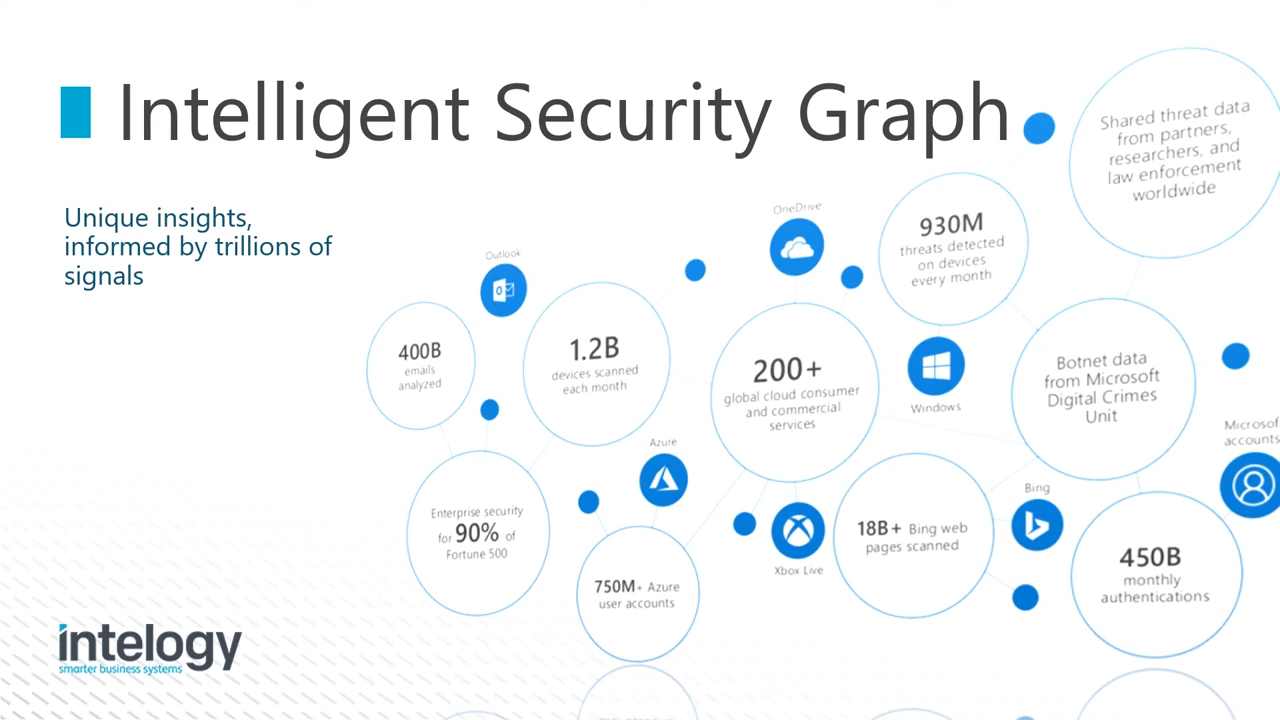 Intelligent Security Graph
Unique insights,
informed by trillions of
signals
Shared threat data
from partners,
researchers, and
law enforcement
worldwide
OneDrive
930M
threats detected
on devices
every month
Outlook
400B
emails
analyzed
1.2B
devices scanned
each month
200+
global cloud consumer
and commercial
services
Windows
Botnet data
from Microsoft
Digital Crimes
Unit
Microsof
accounts
Azure
Enterprise security
for 90% of
Fortune 500
750M+ Azure
user accounts
Xbox Live
18B+ Bing web
pages scanned
Bing
450B
monthly
authentications
intelogy
smarter business systems